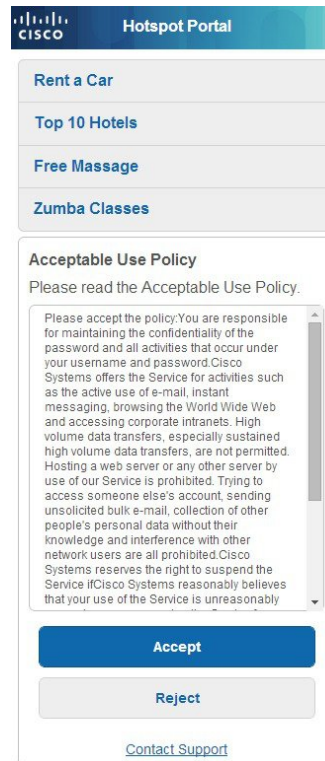 CISCO
Hotspot Portal
Rent a Car
Top 10 Hotels
Free Massage
Zumba Classes
Acceptable Use Policy
Please read the Acceptable Use Policy.
Please accept the policy:You are responsible
for maintaining the confidentiality of the
password and all activities that occur under
your username and password.Cisco
Systems offers the Service for activities such
as the active use of e-mail, instant
messaging, browsing the World Wide Web
and accessing corporate intranets. High
volume data transfers, especially sustained
high volume data transfers, are not permitted.
Hosting a web server or any other server by
use of our Service is prohibited. Trying to
access someone else's account, sending
unsolicited bulk e-mail, collection of other
people's personal data without their
knowledge and interference with other
network users are all prohibited.Cisco
Systems reserves the right to suspend the
Service ifCisco Systems reasonably believes
that your use of the Service is unreasonably
Accept
Reject
Contact Support